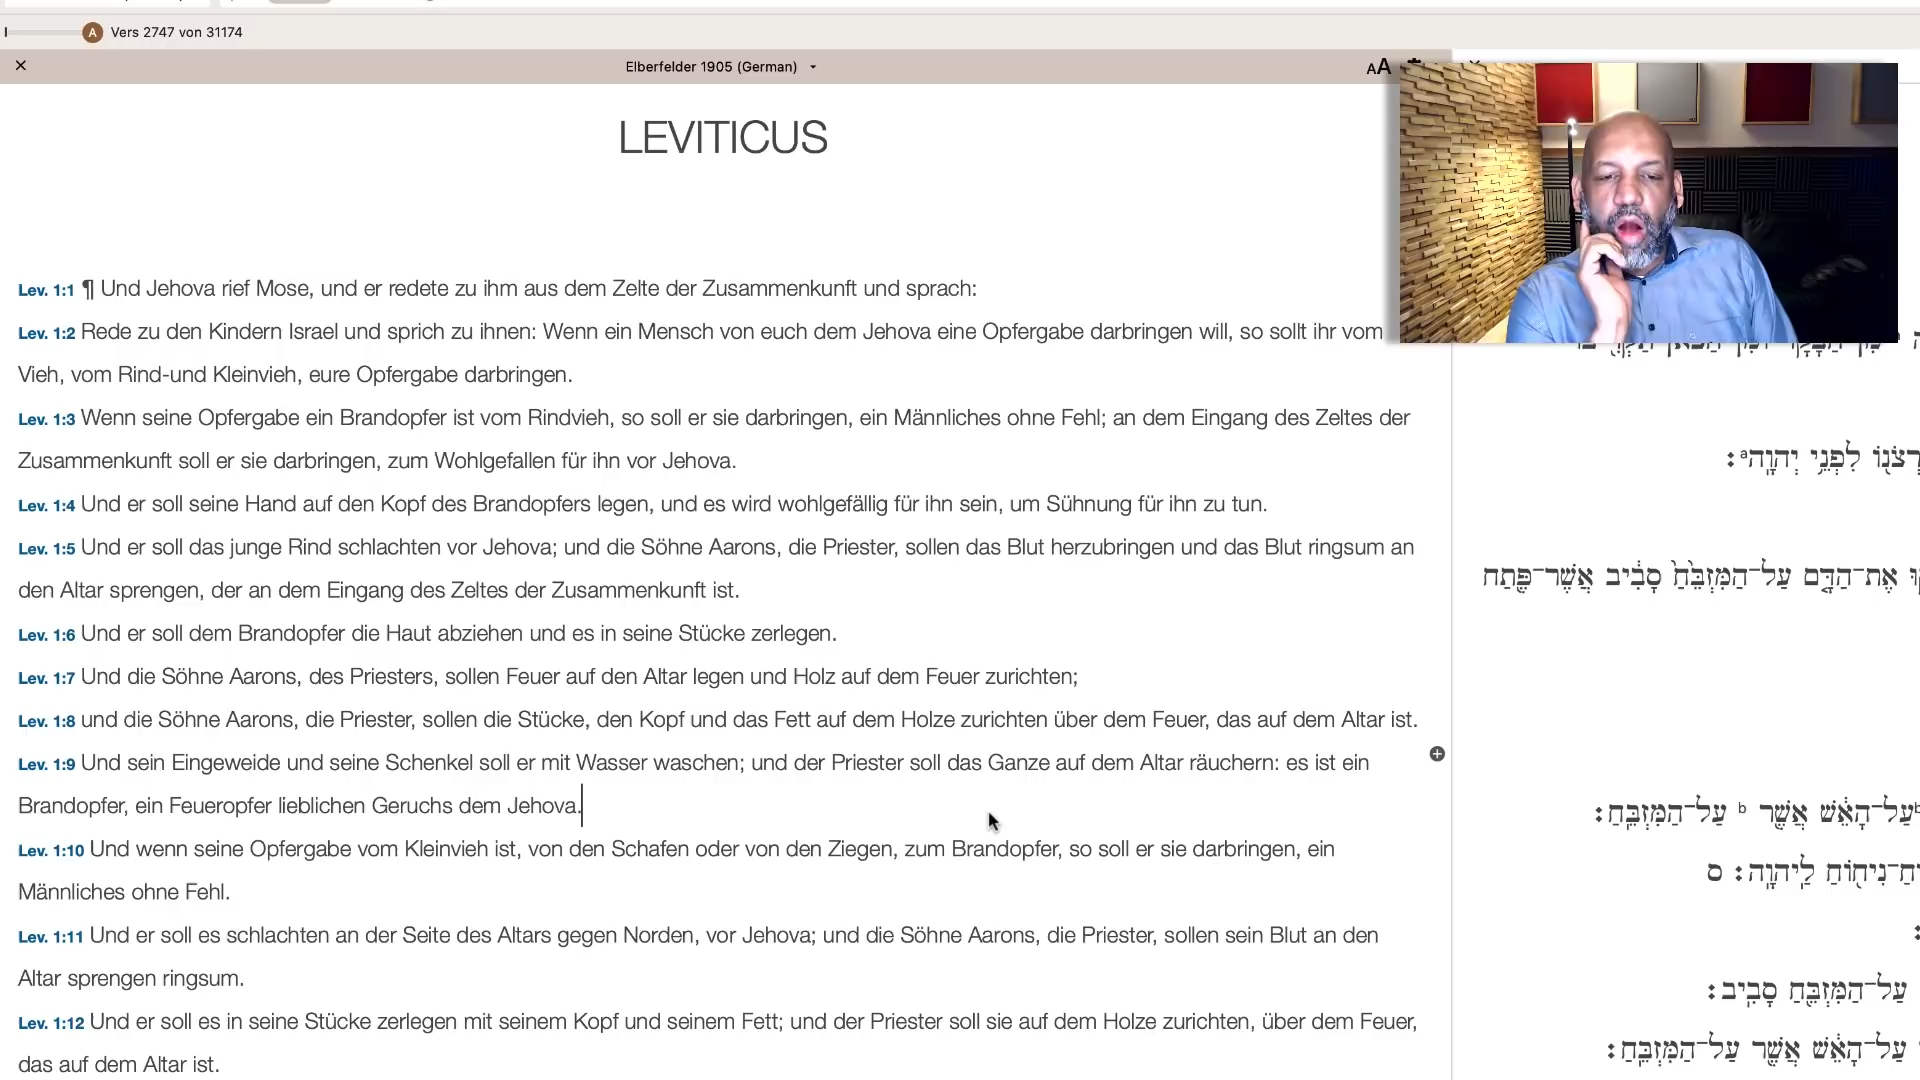 A Vers 2747 von 31174
Elberfelder 1905 (German)
AA
LEVITICUS
Lev. 1:1 ¶ Und Jehova rief Mose, und er redete zu ihm aus dem Zelte der Zusammenkunft und sprach:
Lev. 1:2 Rede zu den Kindern Israel und sprich zu ihnen: Wenn ein Mensch von euch dem Jehova eine Opfergabe darbringen will, so sollt ihr vom
Vieh, vom Rind-und Kleinvieh, eure Opfergabe darbringen.
Lev. 1:3 Wenn seine Opfergabe ein Brandopfer ist vom Rindvieh, so soll er sie darbringen, ein Männliches ohne Fehl; an dem Eingang des Zeltes der
Zusammenkunft soll er sie darbringen, zum Wohlgefallen für ihn vor Jehova.
Lev. 1:4 Und er soll seine Hand auf den Kopf des Brandopfers legen, und es wird wohlgefällig für ihn sein, um Sühnung für ihn zu tun.
Lev. 1:5 Und er soll das junge Rind schlachten vor Jehova; und die Söhne Aarons, die Priester, sollen das Blut herzubringen und das Blut ringsum an
den Altar sprengen, der an dem Eingang des Zeltes der Zusammenkunft ist.
Lev. 1:6 Und er soll dem Brandopfer die Haut abziehen und es in seine Stücke zerlegen.
Lev. 1:7 Und die Söhne Aarons, des Priesters, sollen Feuer auf den Altar legen und Holz auf dem Feuer zurichten;
Lev. 1:8 und die Söhne Aarons, die Priester, sollen die Stücke, den Kopf und das Fett auf dem Holze zurichten über dem Feuer, das auf dem Altar ist.
Lev. 1:9 Und sein Eingeweide und seine Schenkel soll er mit Wasser waschen; und der Priester soll das Ganze auf dem Altar räuchern: es ist ein
Brandopfer, ein Feueropfer lieblichen Geruchs dem Jehova.
Lev. 1:10 Und wenn seine Opfergabe vom Kleinvieh ist, von den Schafen oder von den Ziegen, zum Brandopfer, so soll er sie darbringen, ein
Männliches ohne Fehl.
Lev. 1:11 Und er soll es schlachten an der Seite des Altars gegen Norden, vor Jehova; und die Söhne Aarons, die Priester, sollen sein Blut an den
Altar sprengen ringsum.
Lev. 1:12 Und er soll es in seine Stücke zerlegen mit seinem Kopf und seinem Fett; und der Priester soll sie auf dem Holze zurichten, über dem Feuer,
das auf dem Altar ist.
לִפְנֵ֥י יְהוָֽה׃
אֶת־הַדָּ֤ם עַל־הַמִּזְבֵּ֙חַ֙ סָבִ֔יב אֲשֶׁר־פֶּ֖תַח
עַל־הָאֵ֔שׁ אֲשֶׁ֖ר עַל־הַמִּזְבֵּֽחַ׃
נִיח֖וֹחַ לַֽיהוָֽה׃ ס
עַל־הַמִּזְבֵּ֖חַ סָבִֽיב׃
עַל־הָאֵ֔שׁ אֲשֶׁ֖ר עַל־הַמִּזְבֵּֽחַ׃